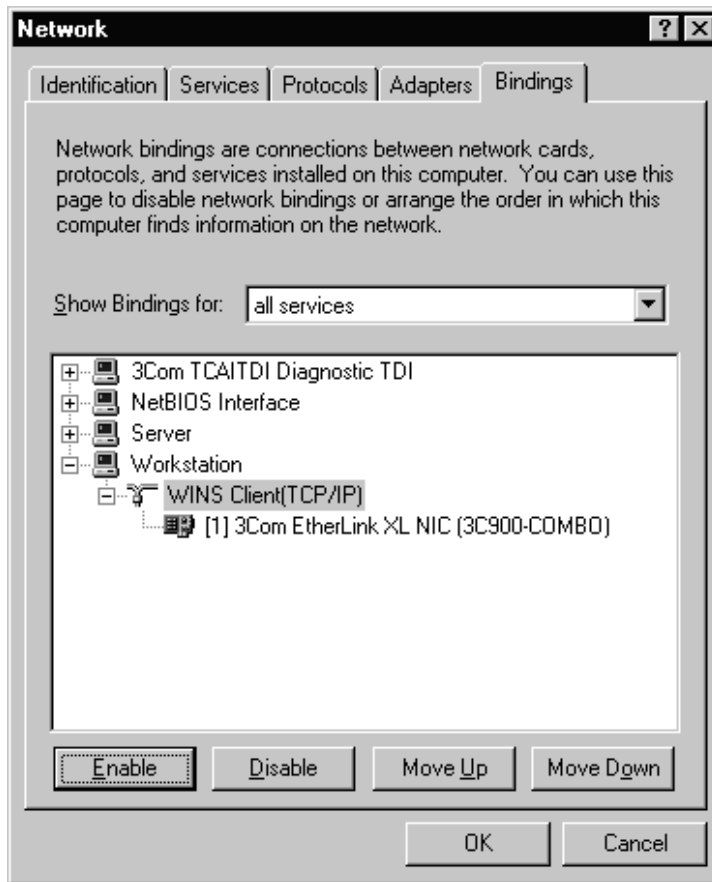 Network
Identification Services Protocols Adapters Bindings
Network bindings are connections between network cards,
protocols, and services installed on this computer. You can use this
page to disable network bindings or arrange the order in which this
computer finds information on the network.
Show Bindings for: all services
3Com TCAITDI Diagnostic TDI
NetBIOS Interface
Server
Workstation
WINS Client(TCP/IP)
[1] 3Com EtherLink XL NIC (3C900-COMBO)
Enable Disable Move Up Move Down
OK Cancel